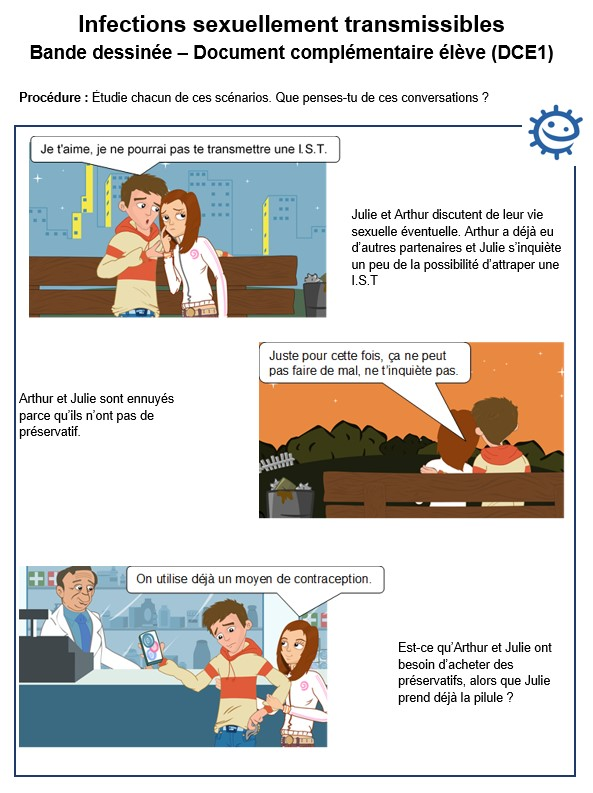 Infections sexuellement transmissibles
Bande dessinée – Document complémentaire élève (DCE1)
Procédure : Étudie chacun de ces scénarios. Que penses-tu de ces conversations ?
Je t'aime, je ne pourrai pas te transmettre une I.S.T.
Julie et Arthur discutent de leur vie
sexuelle éventuelle. Arthur a déjà eu
d'autres partenaires et Julie s'inquiète
un peu de la possibilité d'attraper une
I.S.T
Juste pour cette fois, ça ne peut
pas faire de mal, ne t'inquiète pas.
Arthur et Julie sont ennuyés
parce qu'ils n'ont pas de
préservatif.
On utilise déjà un moyen de contraception.
Est-ce qu'Arthur et Julie ont
besoin d'acheter des
préservatifs, alors que Julie
prend déjà la pilule ?